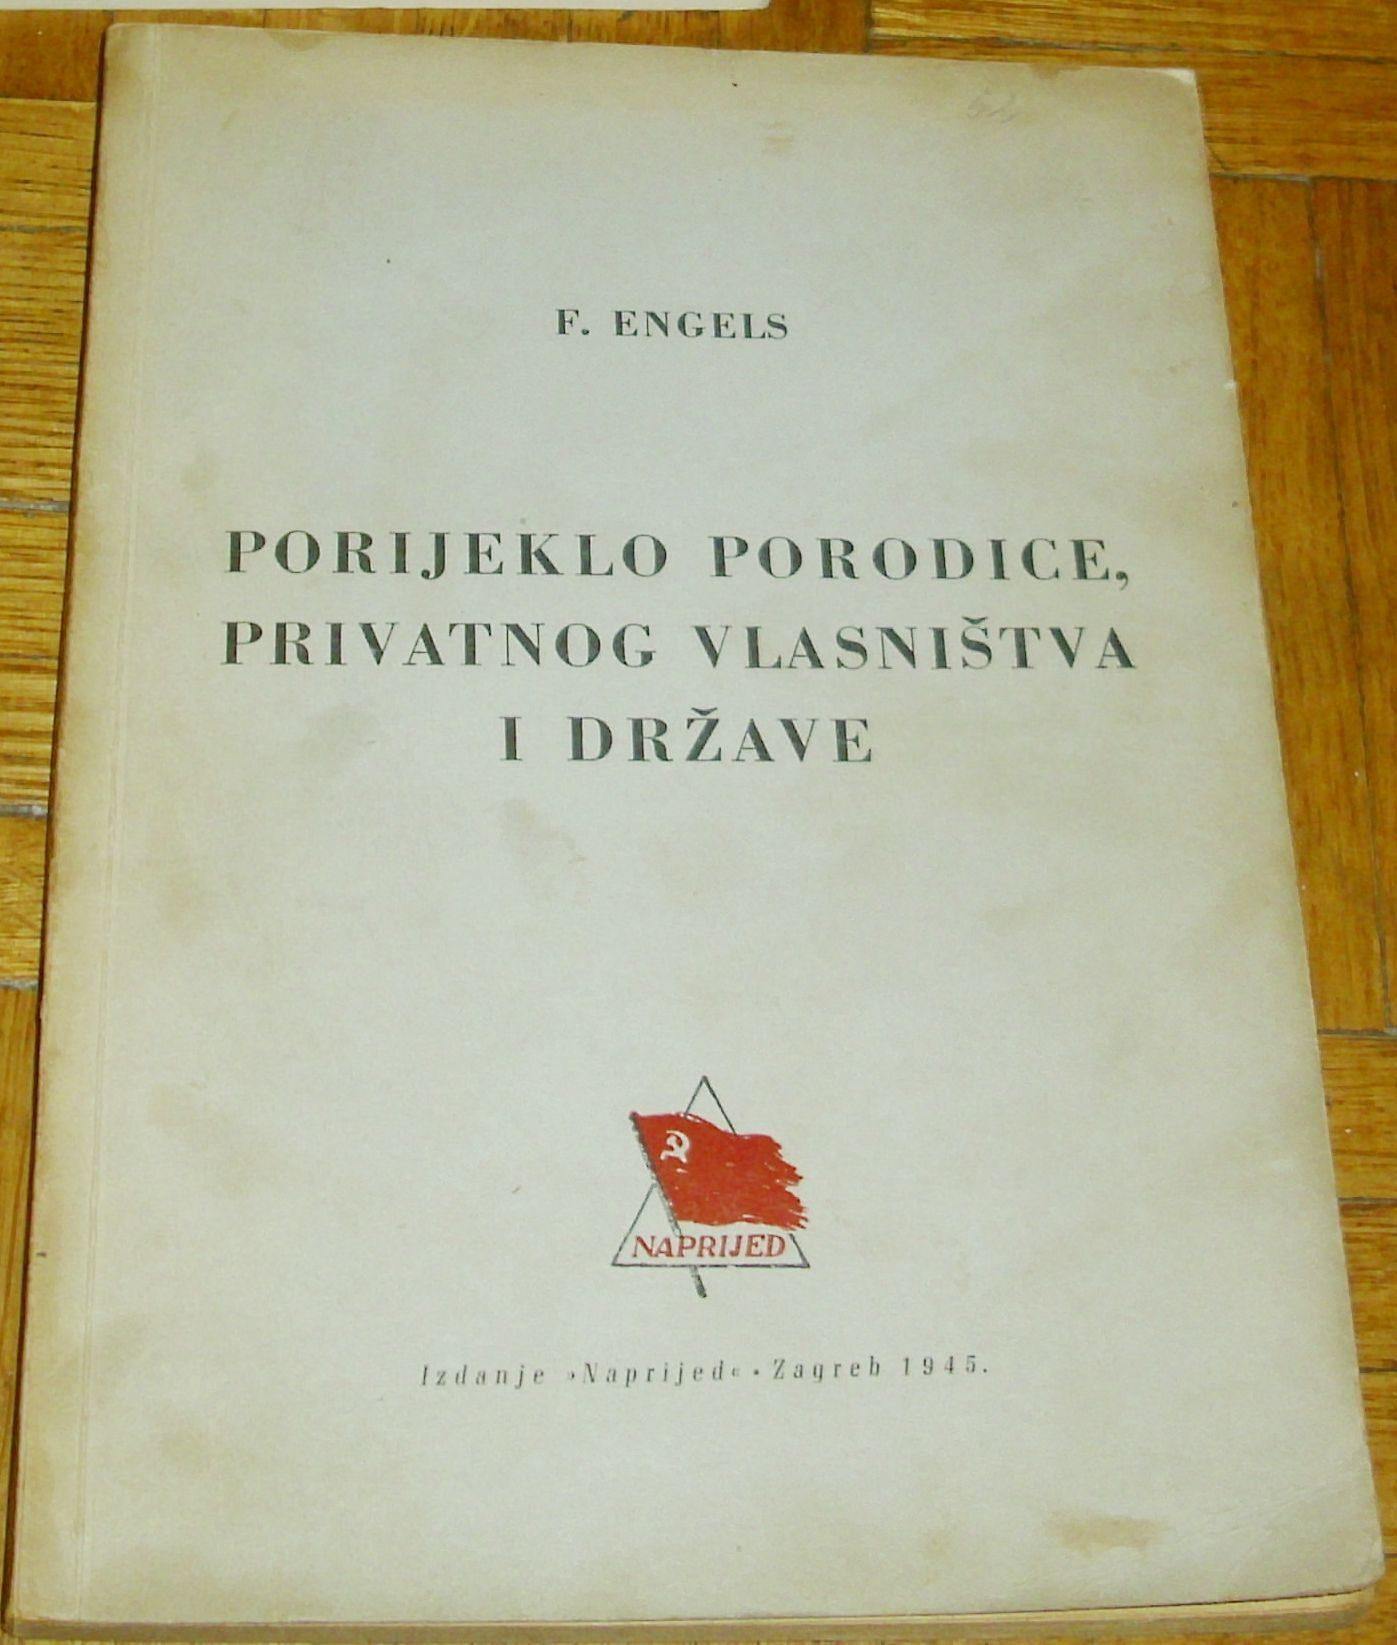 F. ENGELS
PORIJEKLO PORODICE,
PRIVATNOG VLASNIŠTVA
I DRŽAVE
NAPRIJED
Izdanje »Naprijed« • Zagreb 1945.